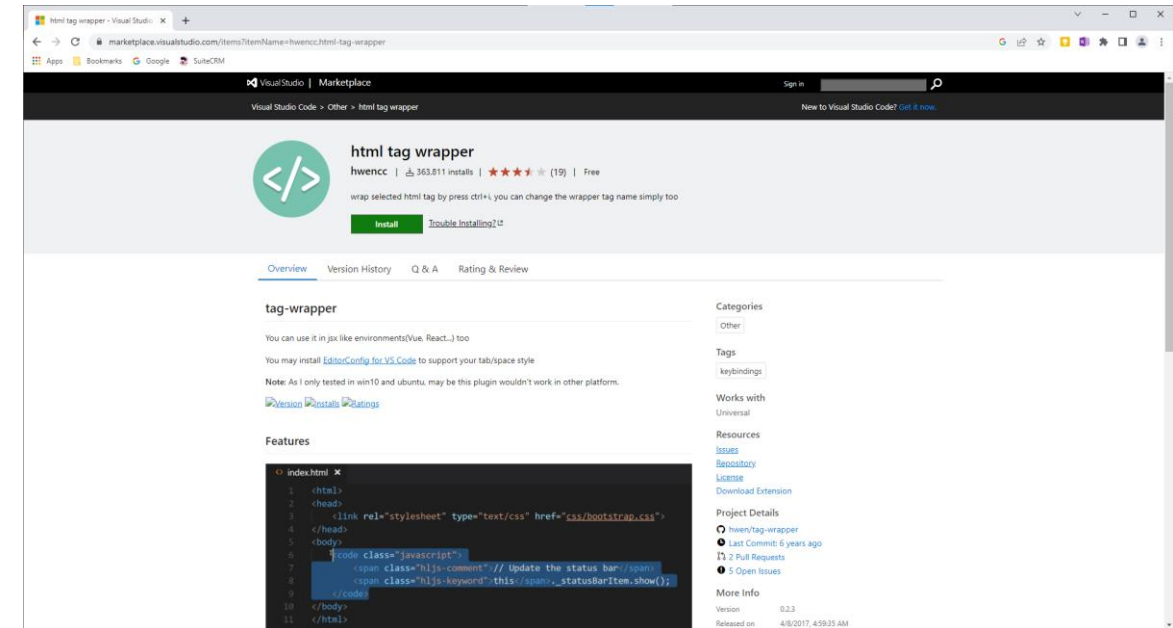 html tag wrapper - Visual Studio
marketplace.visualstudio.com/items?itemName=hwencc.html-tag-wrapper
Apps Bookmarks Google SuiteCRM
Visual Studio | Marketplace
Sign in
Visual Studio Code > Other > html tag wrapper
New to Visual Studio Code? Get it now.
html tag wrapper
hwencc | 363.811 installs | (19) | Free
wrap selected html tag by press ctrl+i, you can change the wrapper tag name simply too
Install Trouble Installing?
Overview Version History Q & A Rating & Review
tag-wrapper
You can use it in jsx like environments(Vue, React...) too
You may install EditorConfig for VS Code to support your tab/space style
Note: As I only tested in win10 and ubuntu, may be this plugin wouldn't work in other platform.
Version Installs Ratings
Features
index.html
1 <html>
2 <head>
3 <link rel="stylesheet" type="text/css" href="css/bootstrap.css">
4 </head>
5 <body>
6 <code class="javascript">
7 <span class="hljs-comment">// Update the status bar</span>
8 <span class="hljs-keyword">this</span>._statusBarItem.show();
9 </code>
10 </body>
11 </html>
Categories
Other
Tags
keybindings
Works with
Universal
Resources
Issues
Repository
License
Download Extension
Project Details
hwen/tag-wrapper
Last Commit: 6 years ago
2 Pull Requests
5 Open Issues
More Info
Version 0.2.3
Released on 4/8/2017, 4:59:35 AM